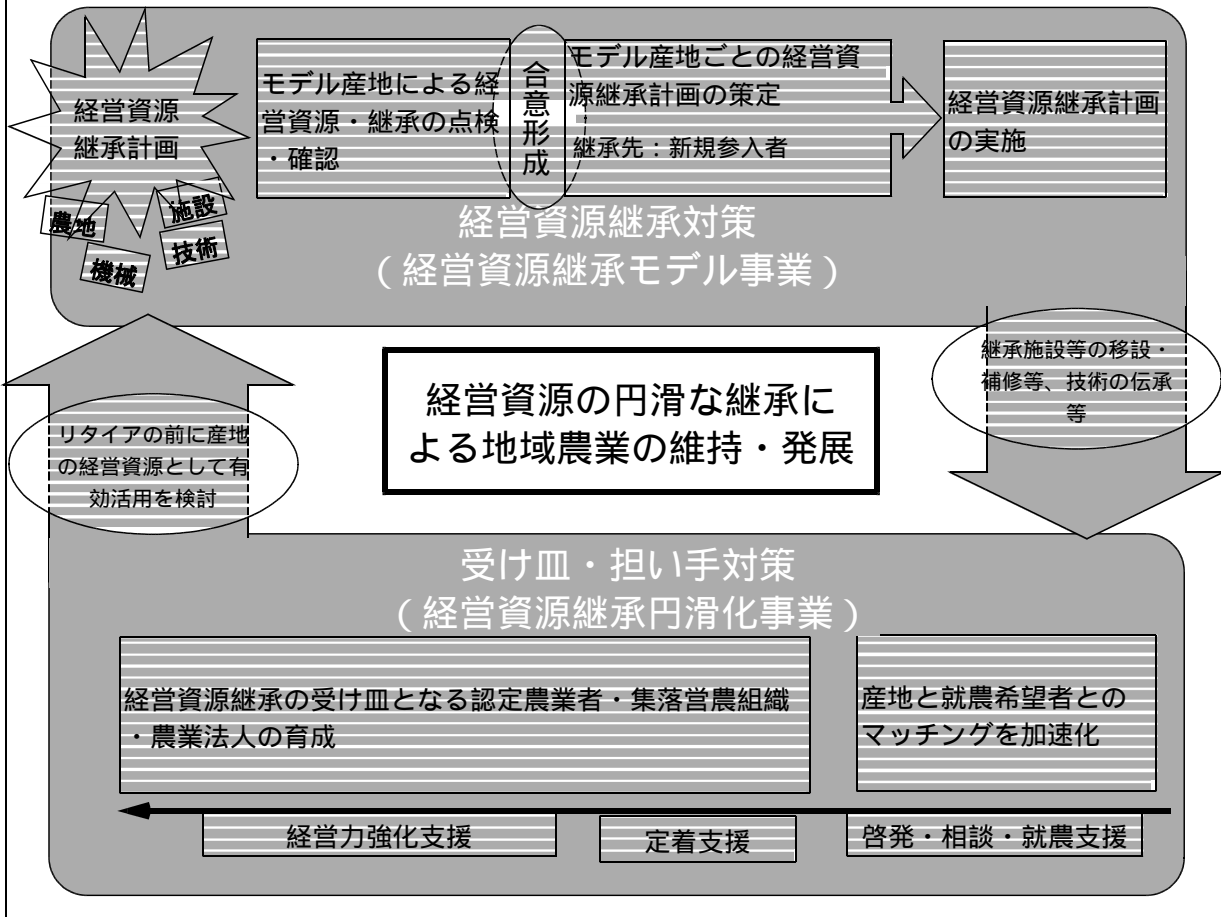 経営資源
継承計画
農地
施設
機械
技術
モデル産地による経
営資源・継承の点検
・確認
合意形成
モデル産地ごとの経営資
源継承計画の策定
継承先：新規参入者
経営資源継承計画
の実施
経営資源継承対策
（経営資源継承モデル事業）
リタイアの前に産地
の経営資源として有
効活用を検討
経営資源の円滑な継承に
よる地域農業の維持・発展
継承施設等の移設・
補修等、技術の伝承
等
受け皿・担い手対策
（経営資源継承円滑化事業）
経営資源継承の受け皿となる認定農業者・集落営農組織
・農業法人の育成
産地と就農希望者との
マッチングを加速化
経営力強化支援
定着支援
啓発・相談・就農支援